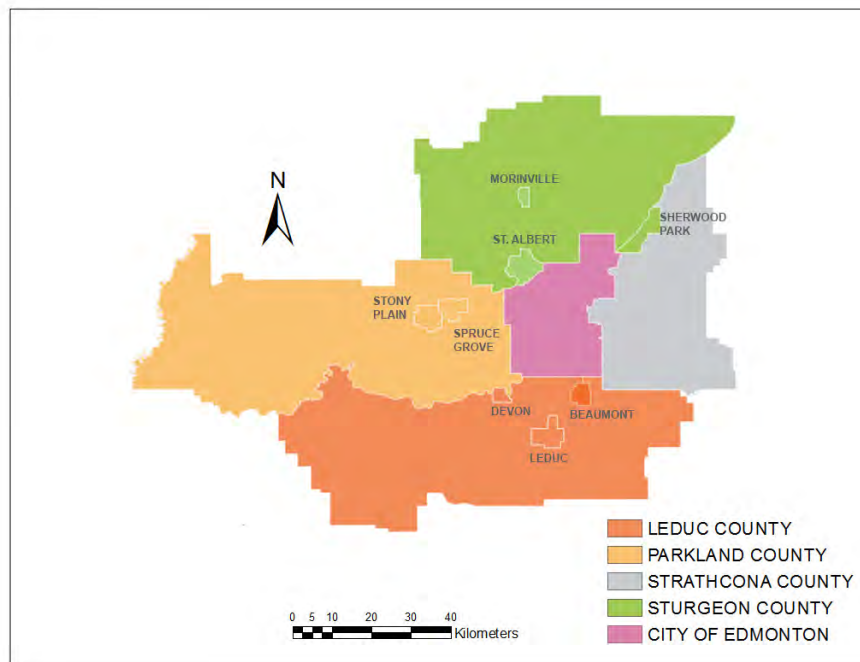 N
MORINVILLE
SHERWOOD
PARK
ST. ALBERT
STONY
PLAIN
SPRUCE
GROVE
DEVON
BEAUMONT
LEDUC
LEDUC COUNTY
PARKLAND COUNTY
STRATHCONA COUNTY
STURGEON COUNTY
CITY OF EDMONTON
0 5 10 20 30 40
Kilometers